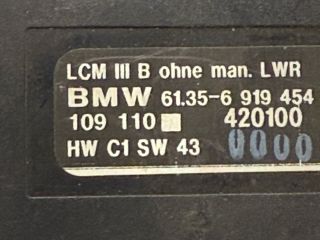 LCM III B ohne man. LWR
BMW 61.35-6 919 454
109 110 420100
HW C1 SW 43 0000